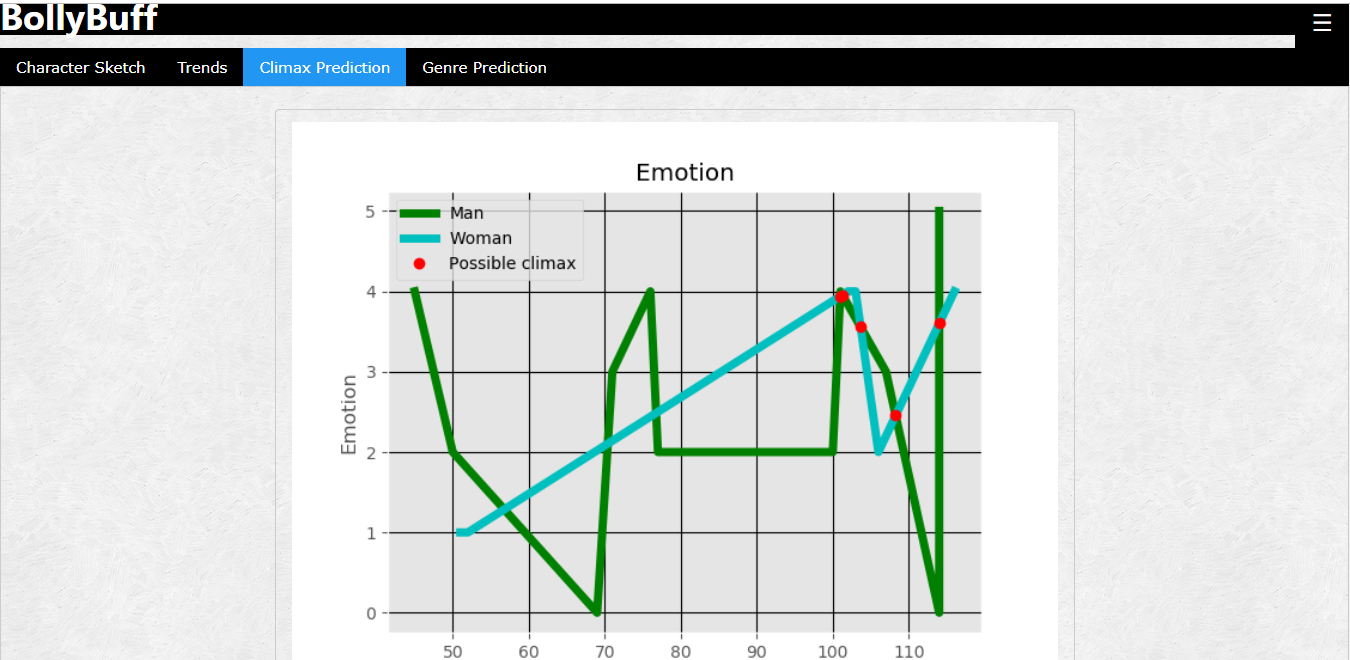 BollyBuff
☰
Character Sketch Trends Climax Prediction Genre Prediction
Emotion
Man
Woman
Possible climax
5
4
3
2
1
0
Emotion
50 60 70 80 90 100 110